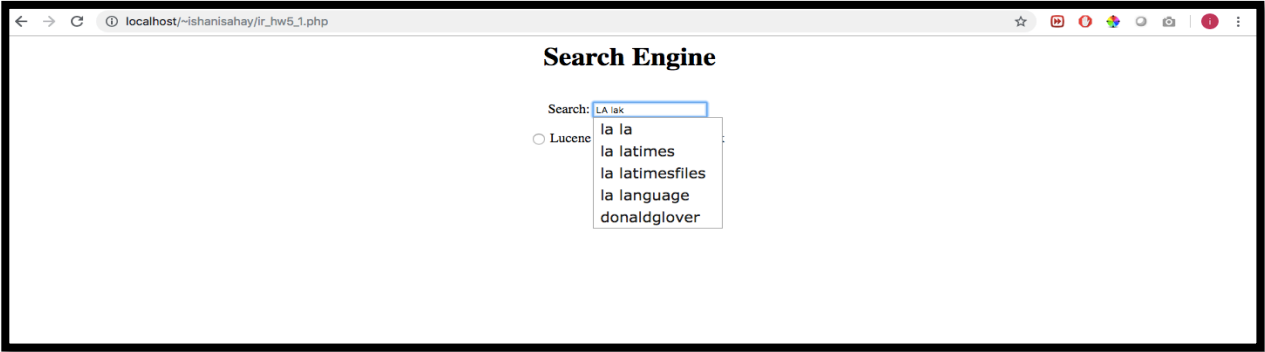 localhost/~ishanisahay/ir_hw5_1.php
Search Engine
Search: LA lak
Lucene
la la
la latimes
la latimesfiles
la language
donaldglover